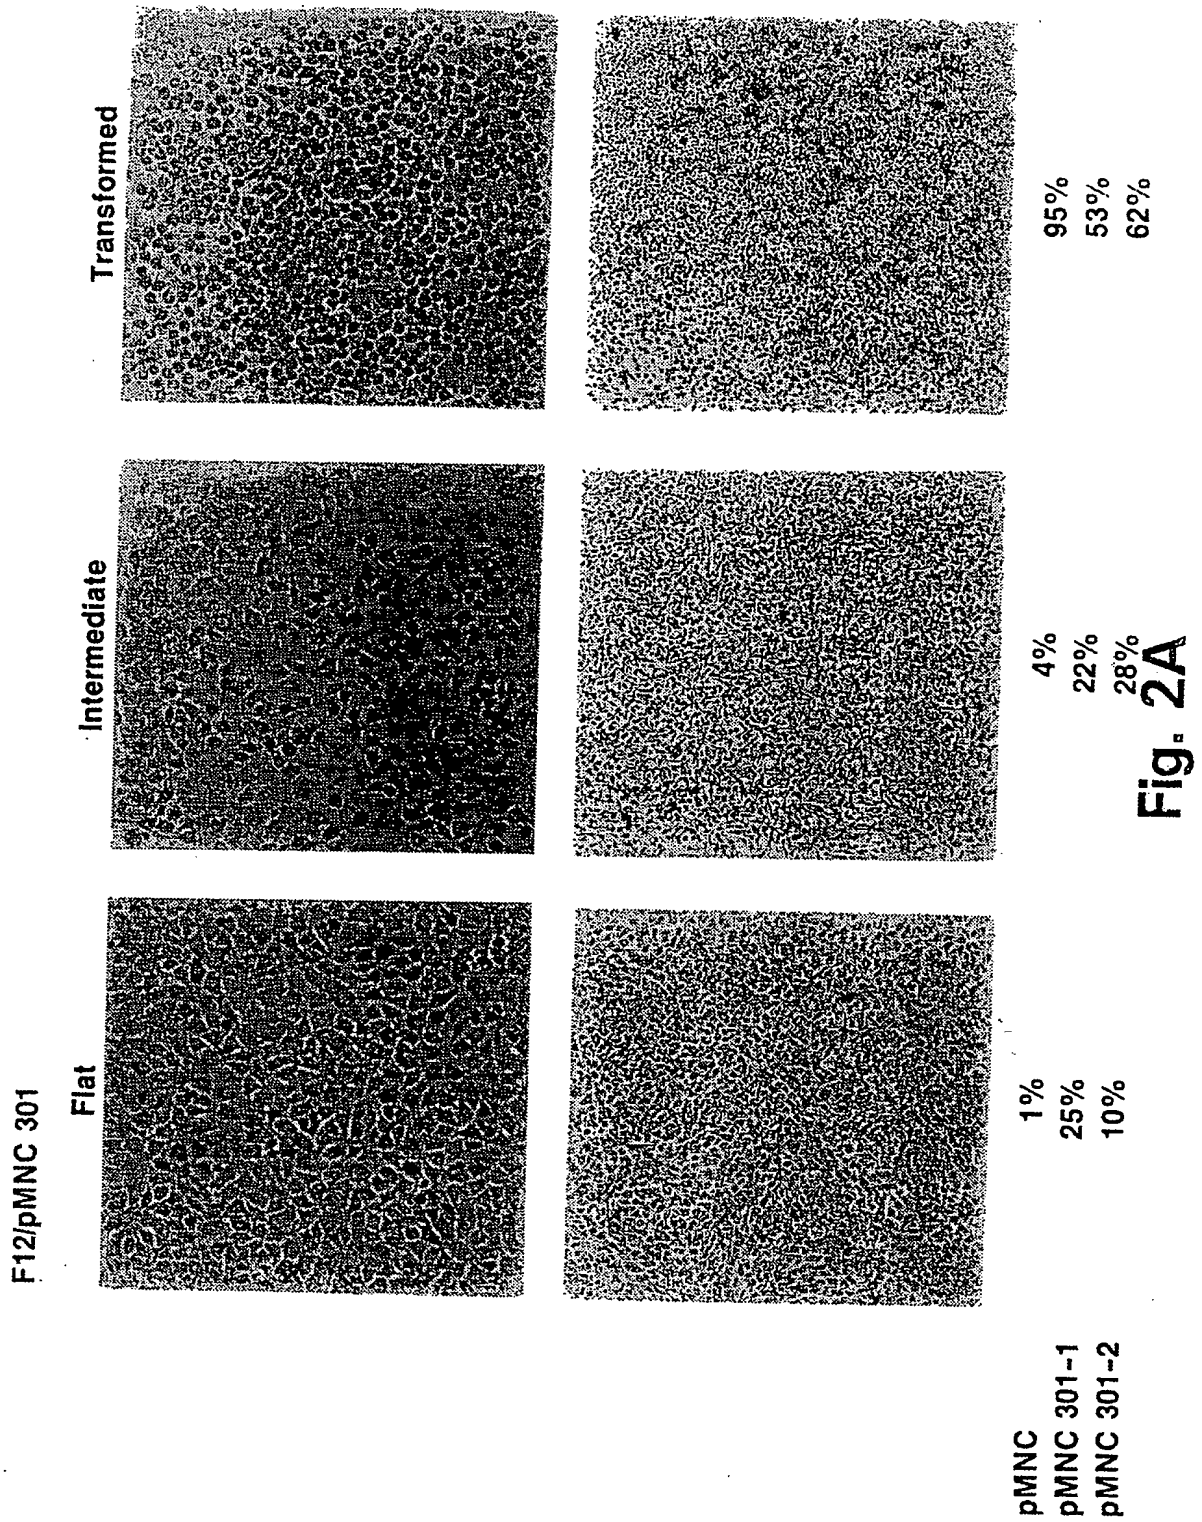 F12/pMNC 301
Flat Intermediate Transformed
pMNC 1% 4% 95%
pMNC 301-1 25% 22% 53%
pMNC 301-2 10% 28% 62%
Fig. 2A